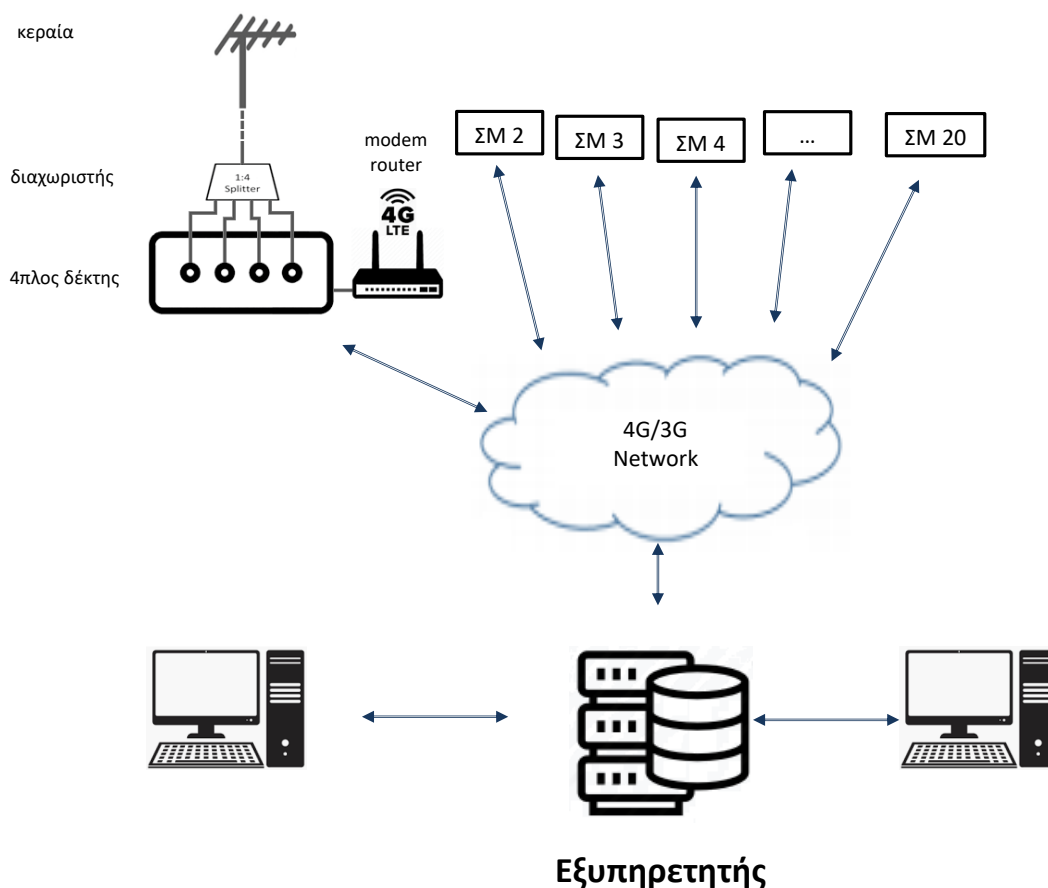 κεραία
διαχωριστής
4πλος δέκτης
1:4
Splitter
modem
router
4G
LTE
ΣΜ 2
ΣΜ 3
ΣΜ 4
...
ΣΜ 20
4G/3G
Network
Εξυπηρετητής